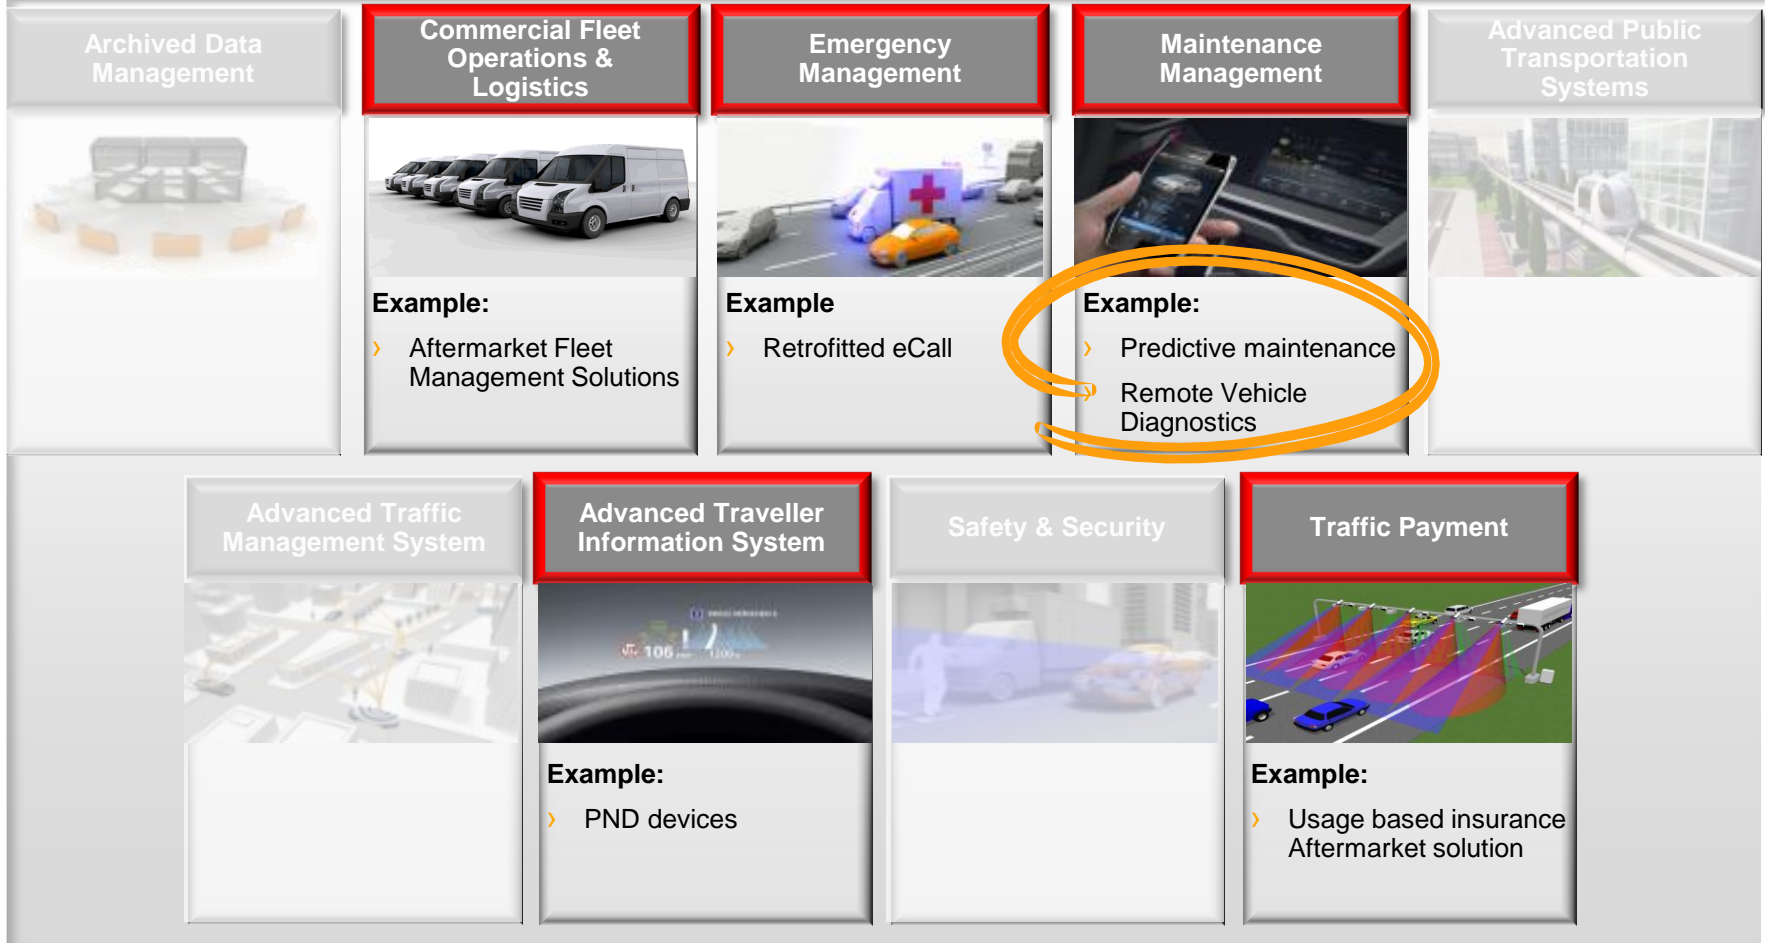 Archived Data
Management
Commercial Fleet
Operations &
Logistics
Emergency
Management
Maintenance
Management
Advanced Public
Transportation
Systems
Example:
› Aftermarket Fleet
Management Solutions
Example
› Retrofitted eCall
Example:
› Predictive maintenance
› Remote Vehicle
Diagnostics
Advanced Traffic
Management System
Advanced Traveller
Information System
Safety & Security
Traffic Payment
106
Example:
› PND devices
Example:
› Usage based insurance
Aftermarket solution